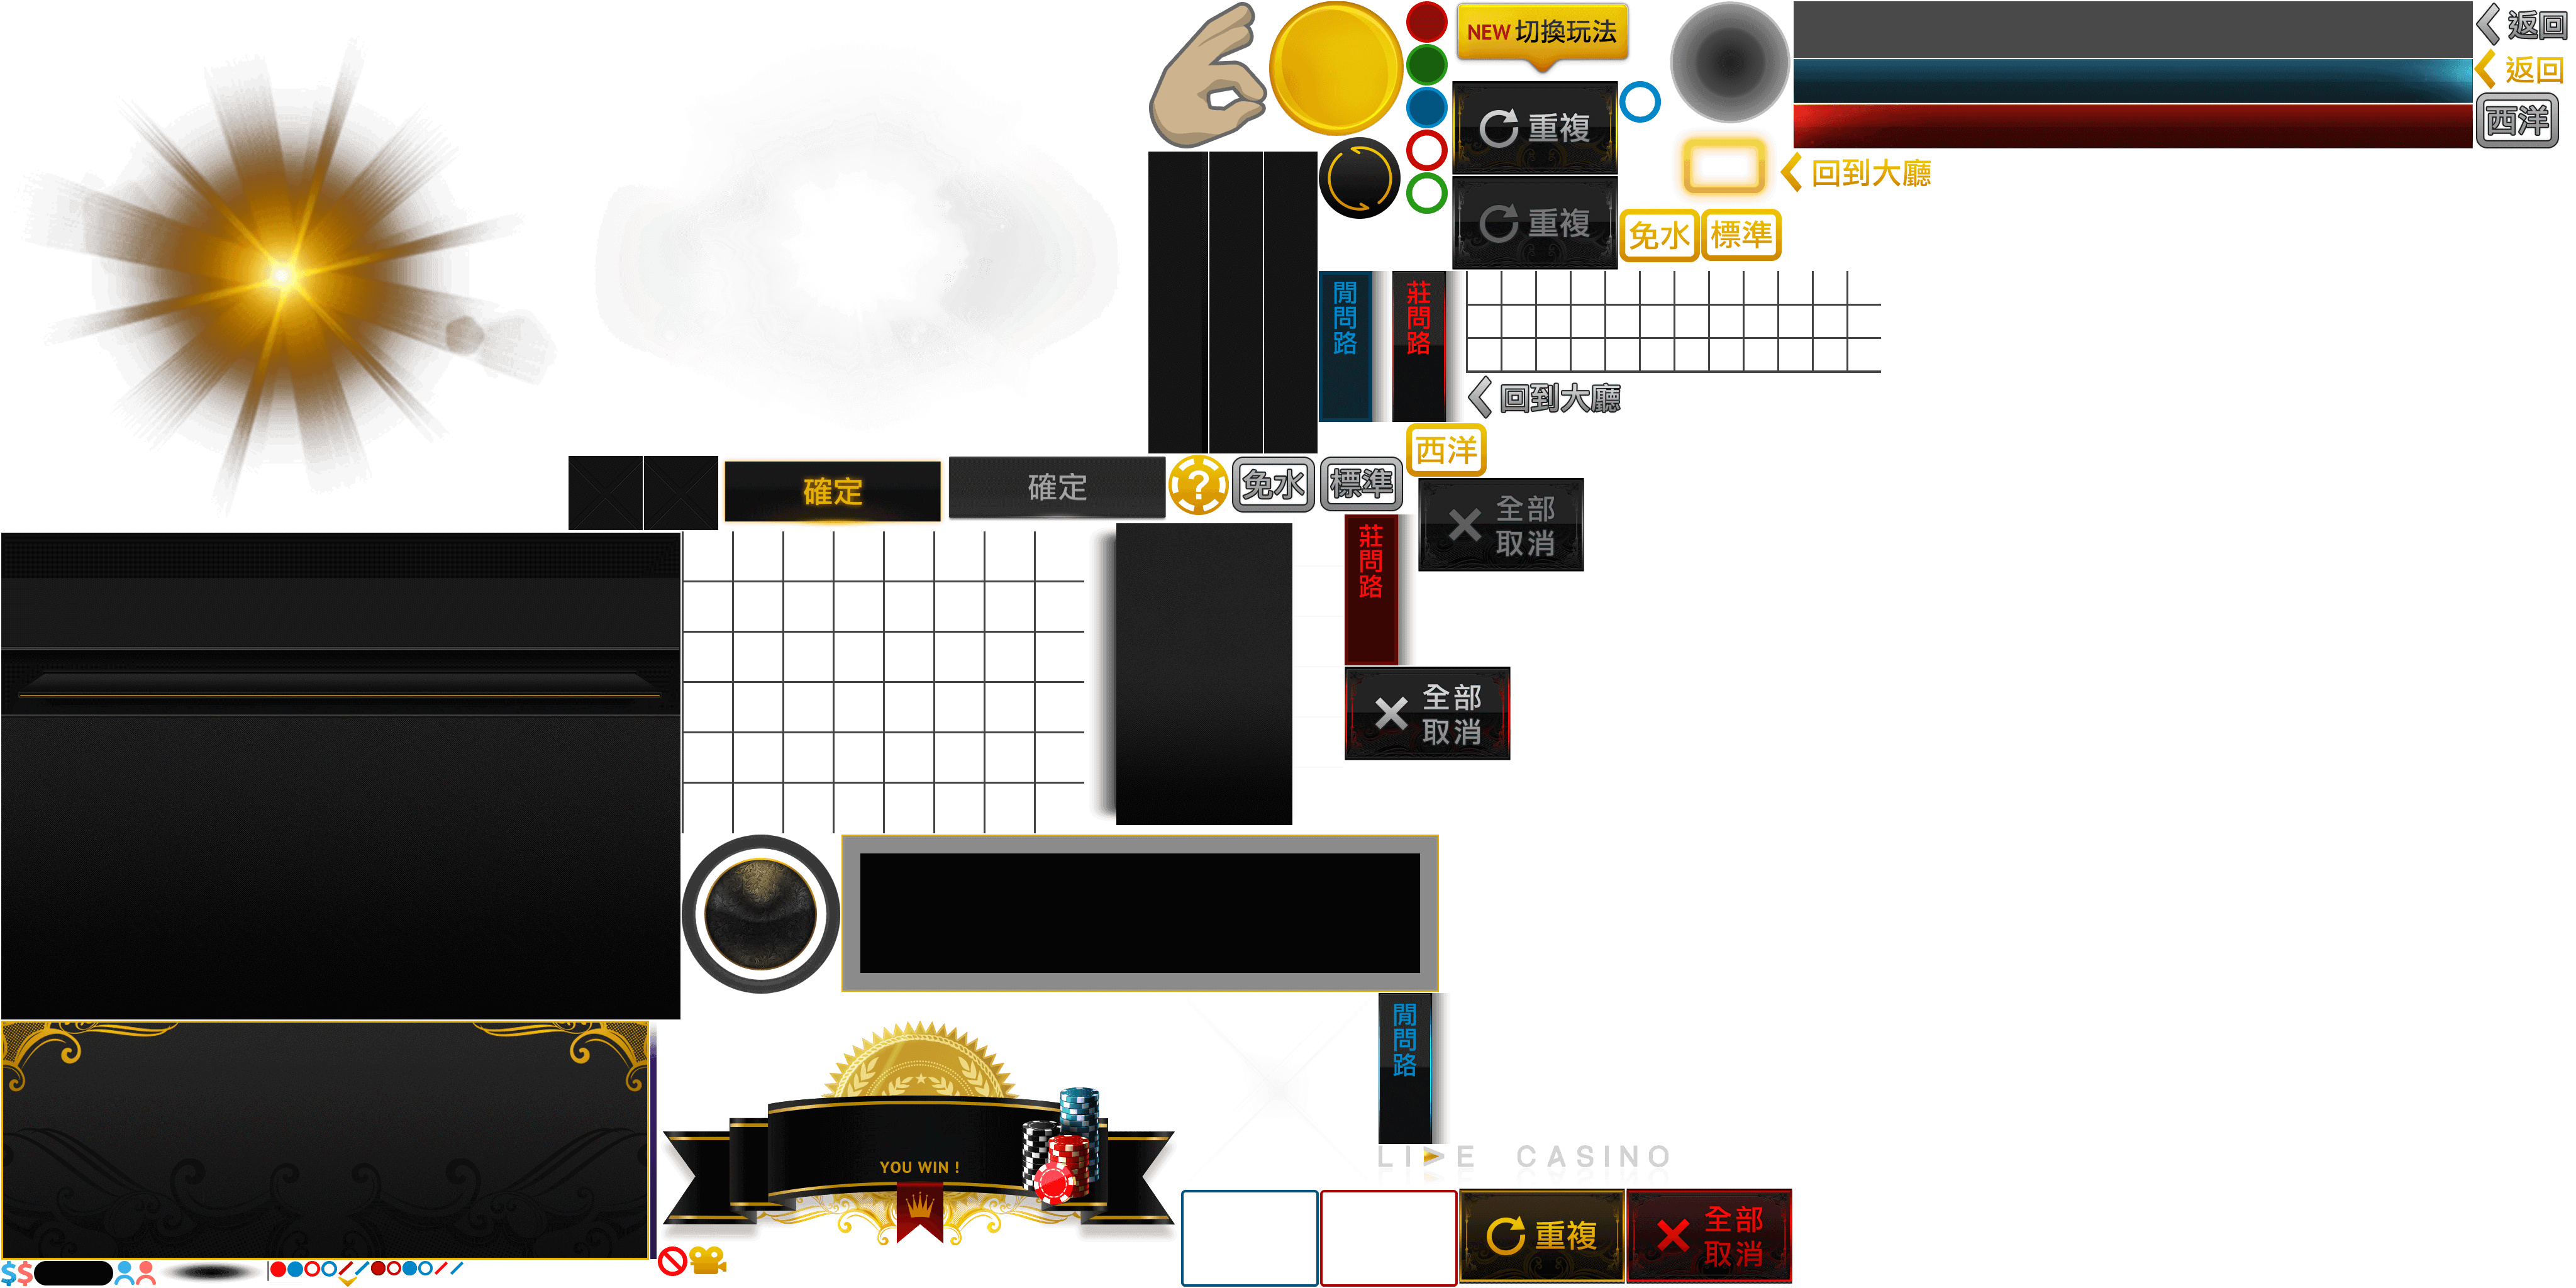 NEW 切換玩法
返回
返回
西洋
重複
回到大廳
重複
免水
標準
閒問路
莊問路
回到大廳
西洋
確定
確定
?
免水
標準
全部
取消
莊問路
全部
取消
閒問路
YOU WIN !
LIVE CASINO
重複
全部
取消
$$